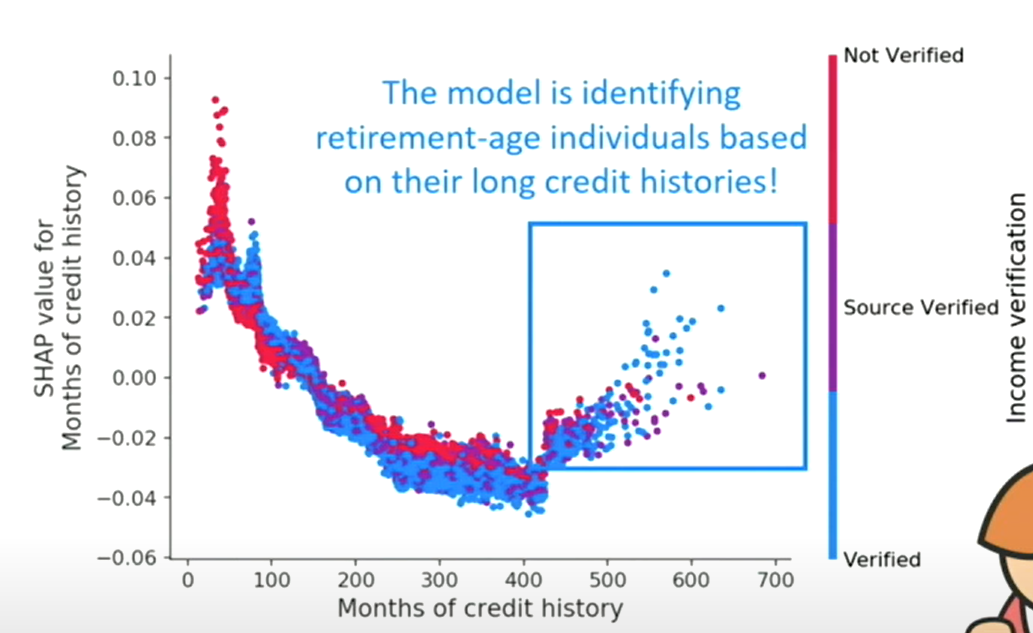 The model is identifying
retirement-age individuals based
on their long credit histories!
SHAP value for
Months of credit history
0.10
0.08
0.06
0.04
0.02
0.00
−0.02
−0.04
−0.06
0 100 200 300 400 500 600 700
Months of credit history
Not Verified
Source Verified
Verified
Income verification